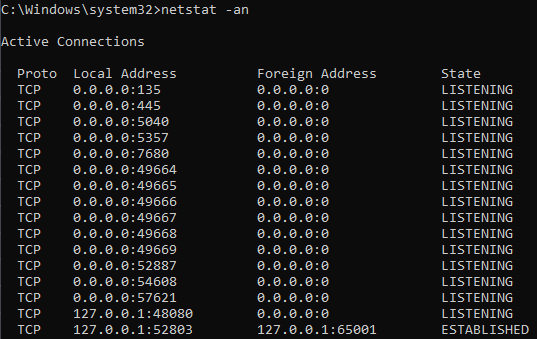 C:\Windows\system32>netstat -an
Active Connections
Proto Local Address Foreign Address State
TCP 0.0.0.0:135 0.0.0.0:0 LISTENING
TCP 0.0.0.0:445 0.0.0.0:0 LISTENING
TCP 0.0.0.0:5040 0.0.0.0:0 LISTENING
TCP 0.0.0.0:5357 0.0.0.0:0 LISTENING
TCP 0.0.0.0:7680 0.0.0.0:0 LISTENING
TCP 0.0.0.0:49664 0.0.0.0:0 LISTENING
TCP 0.0.0.0:49665 0.0.0.0:0 LISTENING
TCP 0.0.0.0:49666 0.0.0.0:0 LISTENING
TCP 0.0.0.0:49667 0.0.0.0:0 LISTENING
TCP 0.0.0.0:49668 0.0.0.0:0 LISTENING
TCP 0.0.0.0:49669 0.0.0.0:0 LISTENING
TCP 0.0.0.0:52887 0.0.0.0:0 LISTENING
TCP 0.0.0.0:54608 0.0.0.0:0 LISTENING
TCP 0.0.0.0:57621 0.0.0.0:0 LISTENING
TCP 127.0.0.1:48080 0.0.0.0:0 LISTENING
TCP 127.0.0.1:52803 127.0.0.1:65001 ESTABLISHED